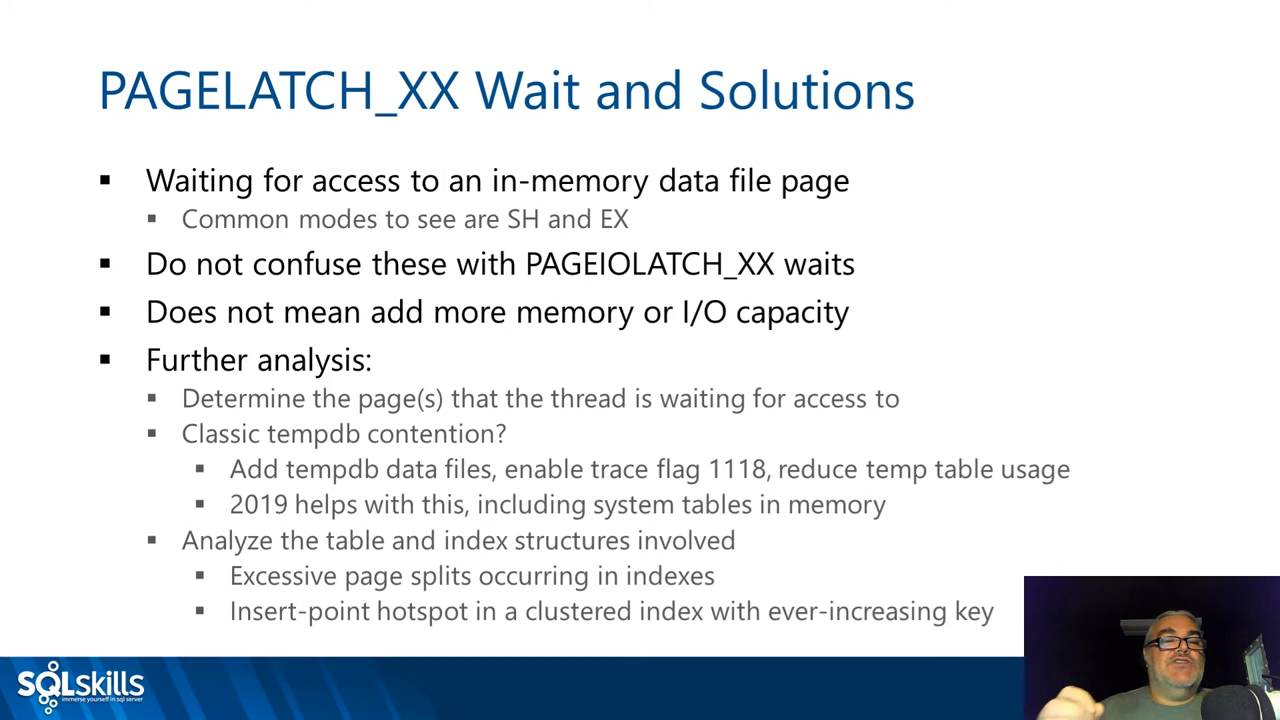 PAGELATCH_XX Wait and Solutions
Waiting for access to an in-memory data file page
Common modes to see are SH and EX
Do not confuse these with PAGEIOLATCH_XX waits
Does not mean add more memory or I/O capacity
Further analysis:
Determine the page(s) that the thread is waiting for access to
Classic tempdb contention?
Add tempdb data files, enable trace flag 1118, reduce temp table usage
2019 helps with this, including system tables in memory
Analyze the table and index structures involved
Excessive page splits occurring in indexes
Insert-point hotspot in a clustered index with ever-increasing key
SQLskills
immerse yourself in sql server